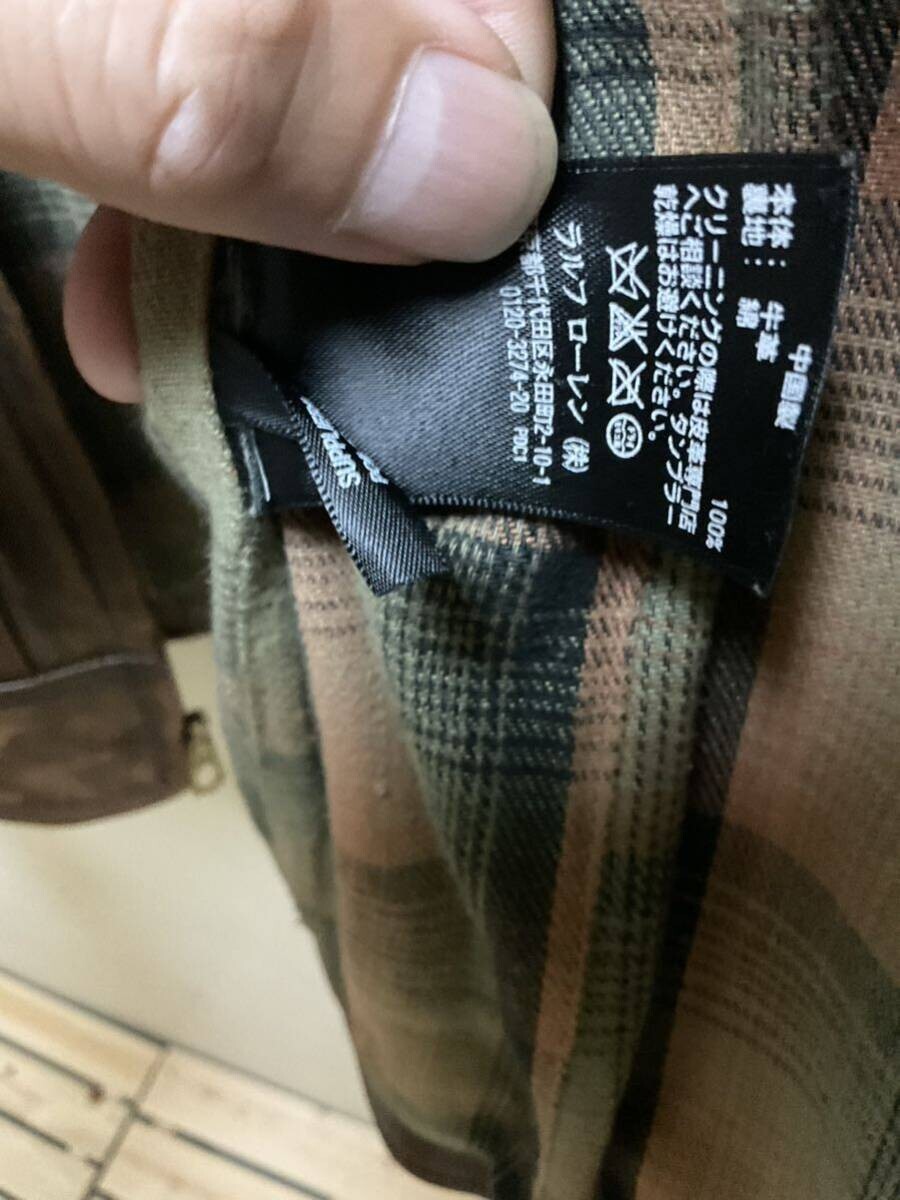 中国製
本体： 牛革
裏地： 綿 100%
クリーニングの際は皮革専門店
へご相談ください。タンブラー
乾燥はお避けください。
ラルフ ローレン（株）
京都千代田区永田町2-10-1
0120-3274-20 PDC1
SUPPL